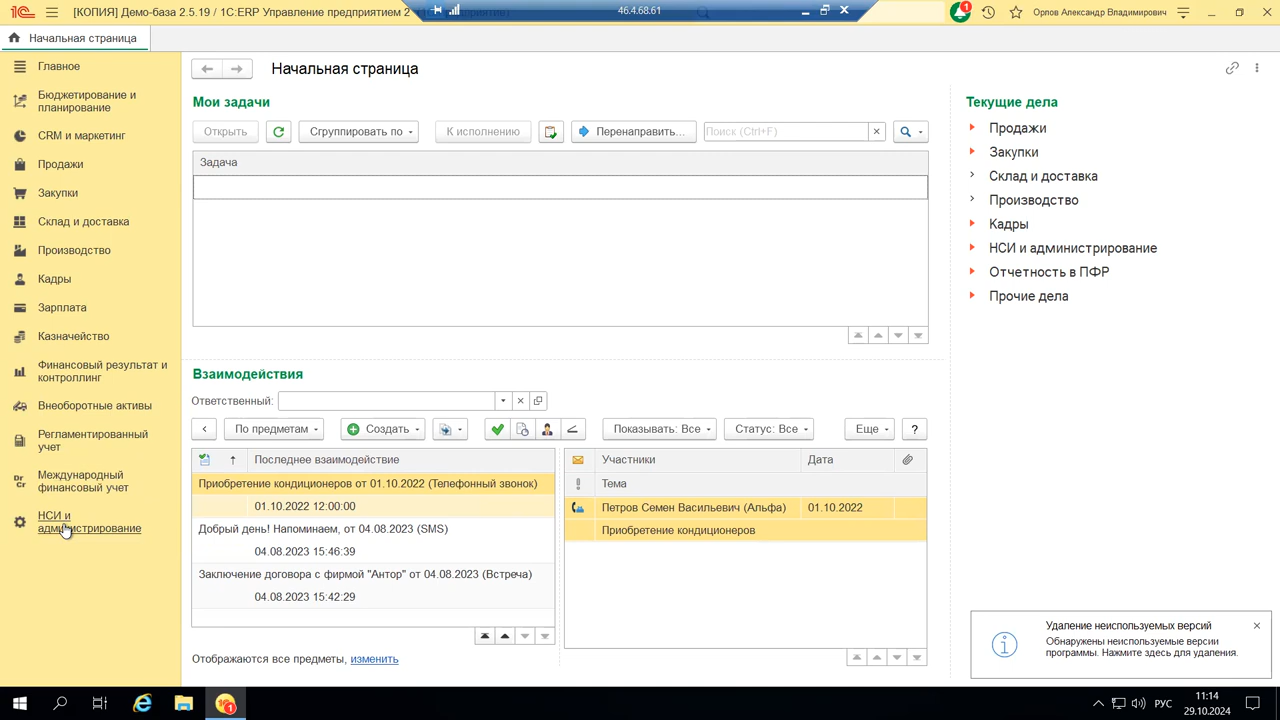 [КОПИЯ] Демо-база 2.5.19 / 1С:ERP Управление предприятием 2
46.4.68.61
1
Орлов Александр Владимирович
Начальная страница
Главное
Бюджетирование и
планирование
CRM и маркетинг
Продажи
Закупки
Склад и доставка
Производство
Кадры
Зарплата
Казначейство
Финансовый результат и
контроллинг
Внеоборотные активы
Регламентированный
учет
Международный
финансовый учет
НСИ и
администрирование
Начальная страница
Мои задачи
Открыть
Сгруппировать по
К исполнению
Перенаправить...
Поиск (Ctrl+F)
Задача
Взаимодействия
Ответственный:
По предметам
Создать
Показывать: Все
Статус: Все
Еще
?
Последнее взаимодействие
Приобретение кондиционеров от 01.10.2022 (Телефонный звонок)
01.10.2022 12:00:00
Добрый день! Напоминаем, от 04.08.2023 (SMS)
04.08.2023 15:46:39
Заключение договора с фирмой "Антор" от 04.08.2023 (Встреча)
04.08.2023 15:42:29
Участники
Дата
Тема
Петров Семен Васильевич (Альфа)
01.10.2022
Приобретение кондиционеров
Отображаются все предметы, изменить
Текущие дела
Продажи
Закупки
Склад и доставка
Производство
Кадры
НСИ и администрирование
Отчетность в ПФР
Прочие дела
Удаление неиспользуемых версий
Обнаружены неиспользуемые версии
программы. Нажмите здесь для удаления.
РУС
11:14
29.10.2024